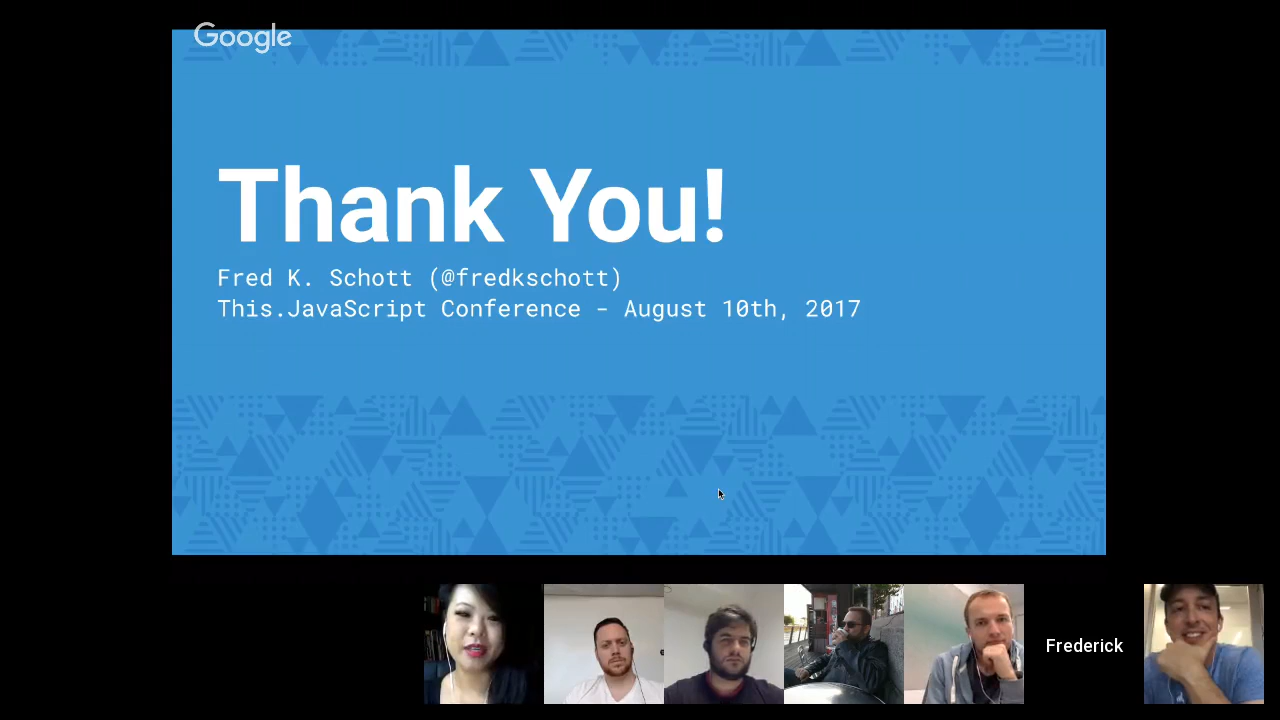 Google
Thank You!
Fred K. Schott (@fredkschott)
This.JavaScript Conference - August 10th, 2017
Frederick